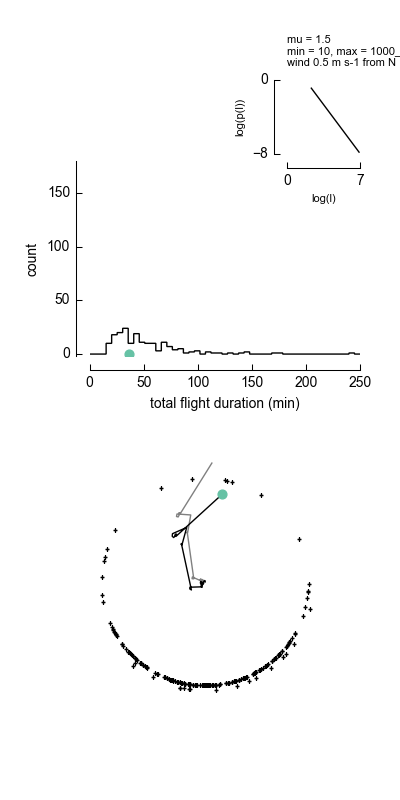 mu = 1.5
min = 10, max = 1000_
wind 0.5 m s-1 from N
0
log(p(l))
−8
0
7
log(l)
150
100
50
0
count
0
50
100
150
200
250
total flight duration (min)